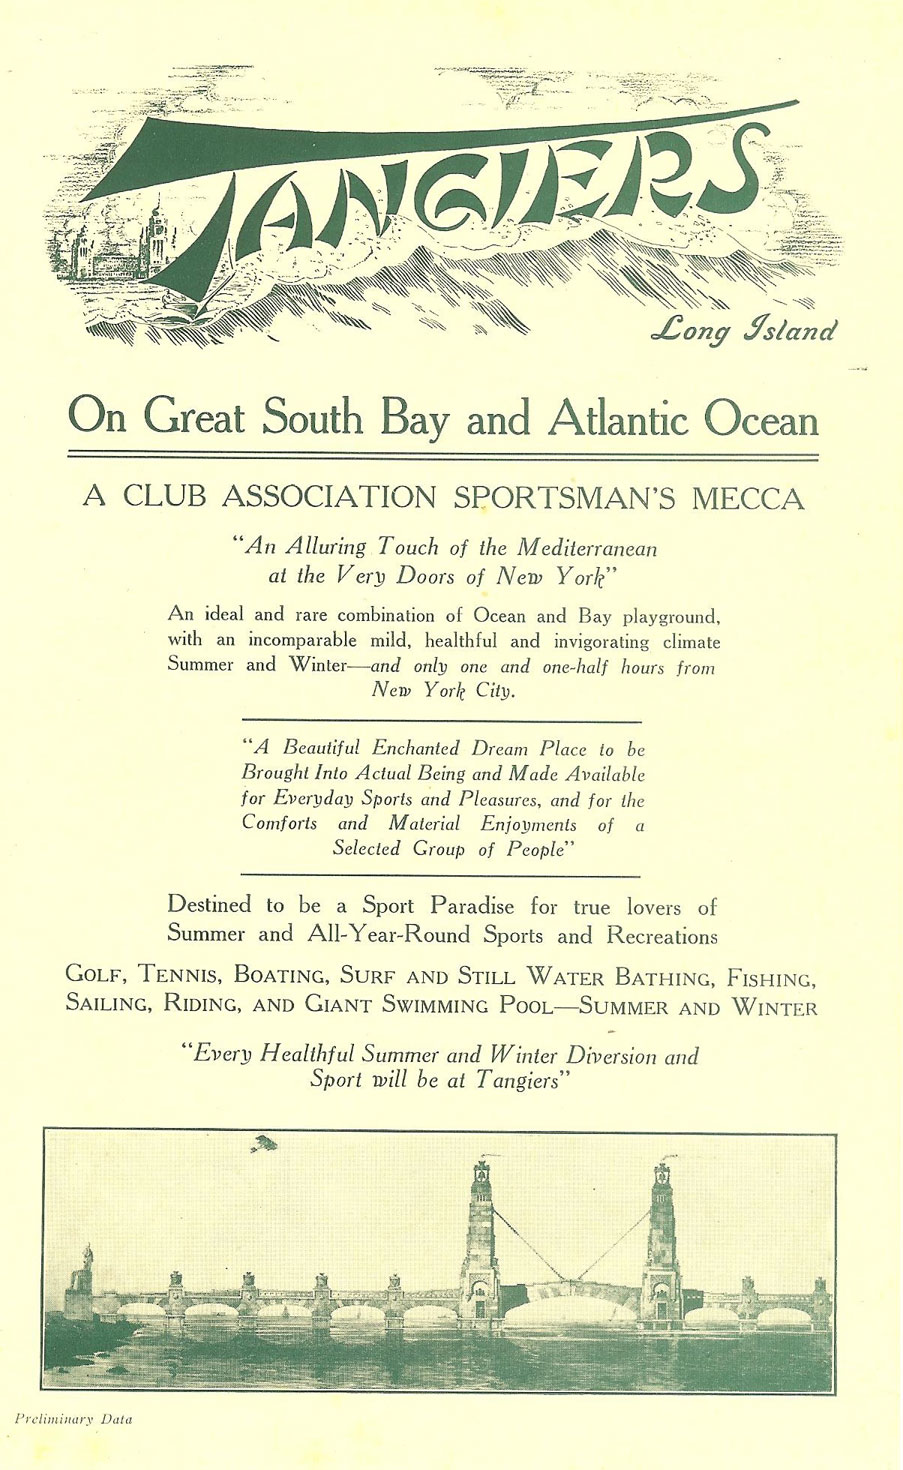 TANGIERS
Long Island
On Great South Bay and Atlantic Ocean
A CLUB ASSOCIATION SPORTSMAN'S MECCA
"An Alluring Touch of the Mediterranean
at the Very Doors of New York"
An ideal and rare combination of Ocean and Bay playground,
with an incomparable mild, healthful and invigorating climate
Summer and Winter—and only one and one-half hours from
New York City.
"A Beautiful Enchanted Dream Place to be
Brought Into Actual Being and Made Available
for Everyday Sports and Pleasures, and for the
Comforts and Material Enjoyments of a
Selected Group of People"
Destined to be a Sport Paradise for true lovers of
Summer and All-Year-Round Sports and Recreations
GOLF, TENNIS, BOATING, SURF AND STILL WATER BATHING, FISHING,
SAILING, RIDING, AND GIANT SWIMMING POOL—SUMMER AND WINTER
"Every Healthful Summer and Winter Diversion and
Sport will be at Tangiers"
Preliminary Data